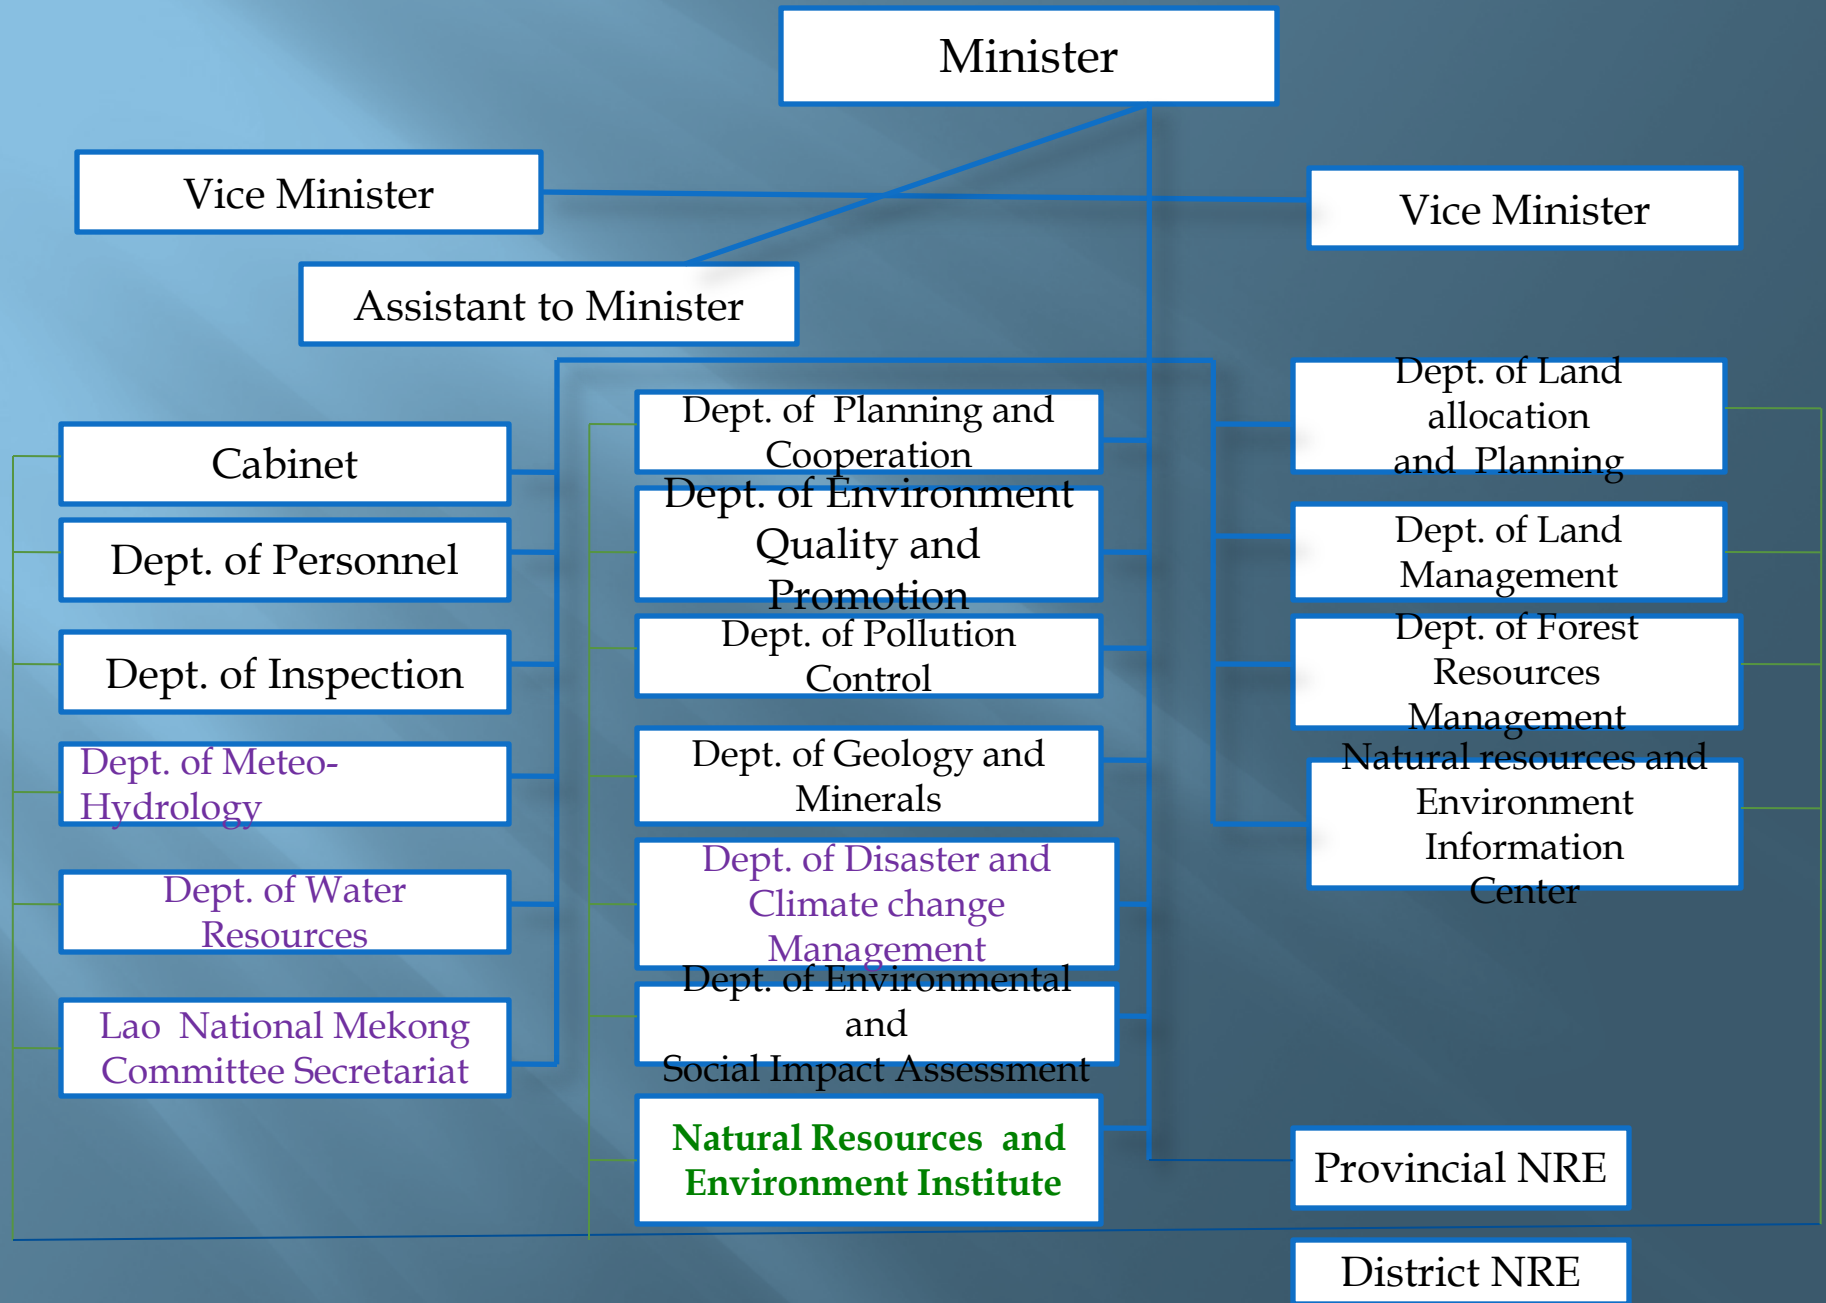 Minister
Vice Minister
Vice Minister
Assistant to Minister
Cabinet
Dept. of Personnel
Dept. of Inspection
Dept. of Meteo-
Hydrology
Dept. of Water
Resources
Lao National Mekong
Committee Secretariat
Dept. of Planning and
Cooperation
Dept. of Environment
Quality and
Promotion
Dept. of Pollution
Control
Dept. of Geology and
Minerals
Dept. of Disaster and
Climate change
Management
Dept. of Environmental
and
Social Impact Assessment
Natural Resources and
Environment Institute
Dept. of Land
allocation
and Planning
Dept. of Land
Management
Dept. of Forest
Resources
Management
Natural resources and
Environment
Information
Center
Provincial NRE
District NRE